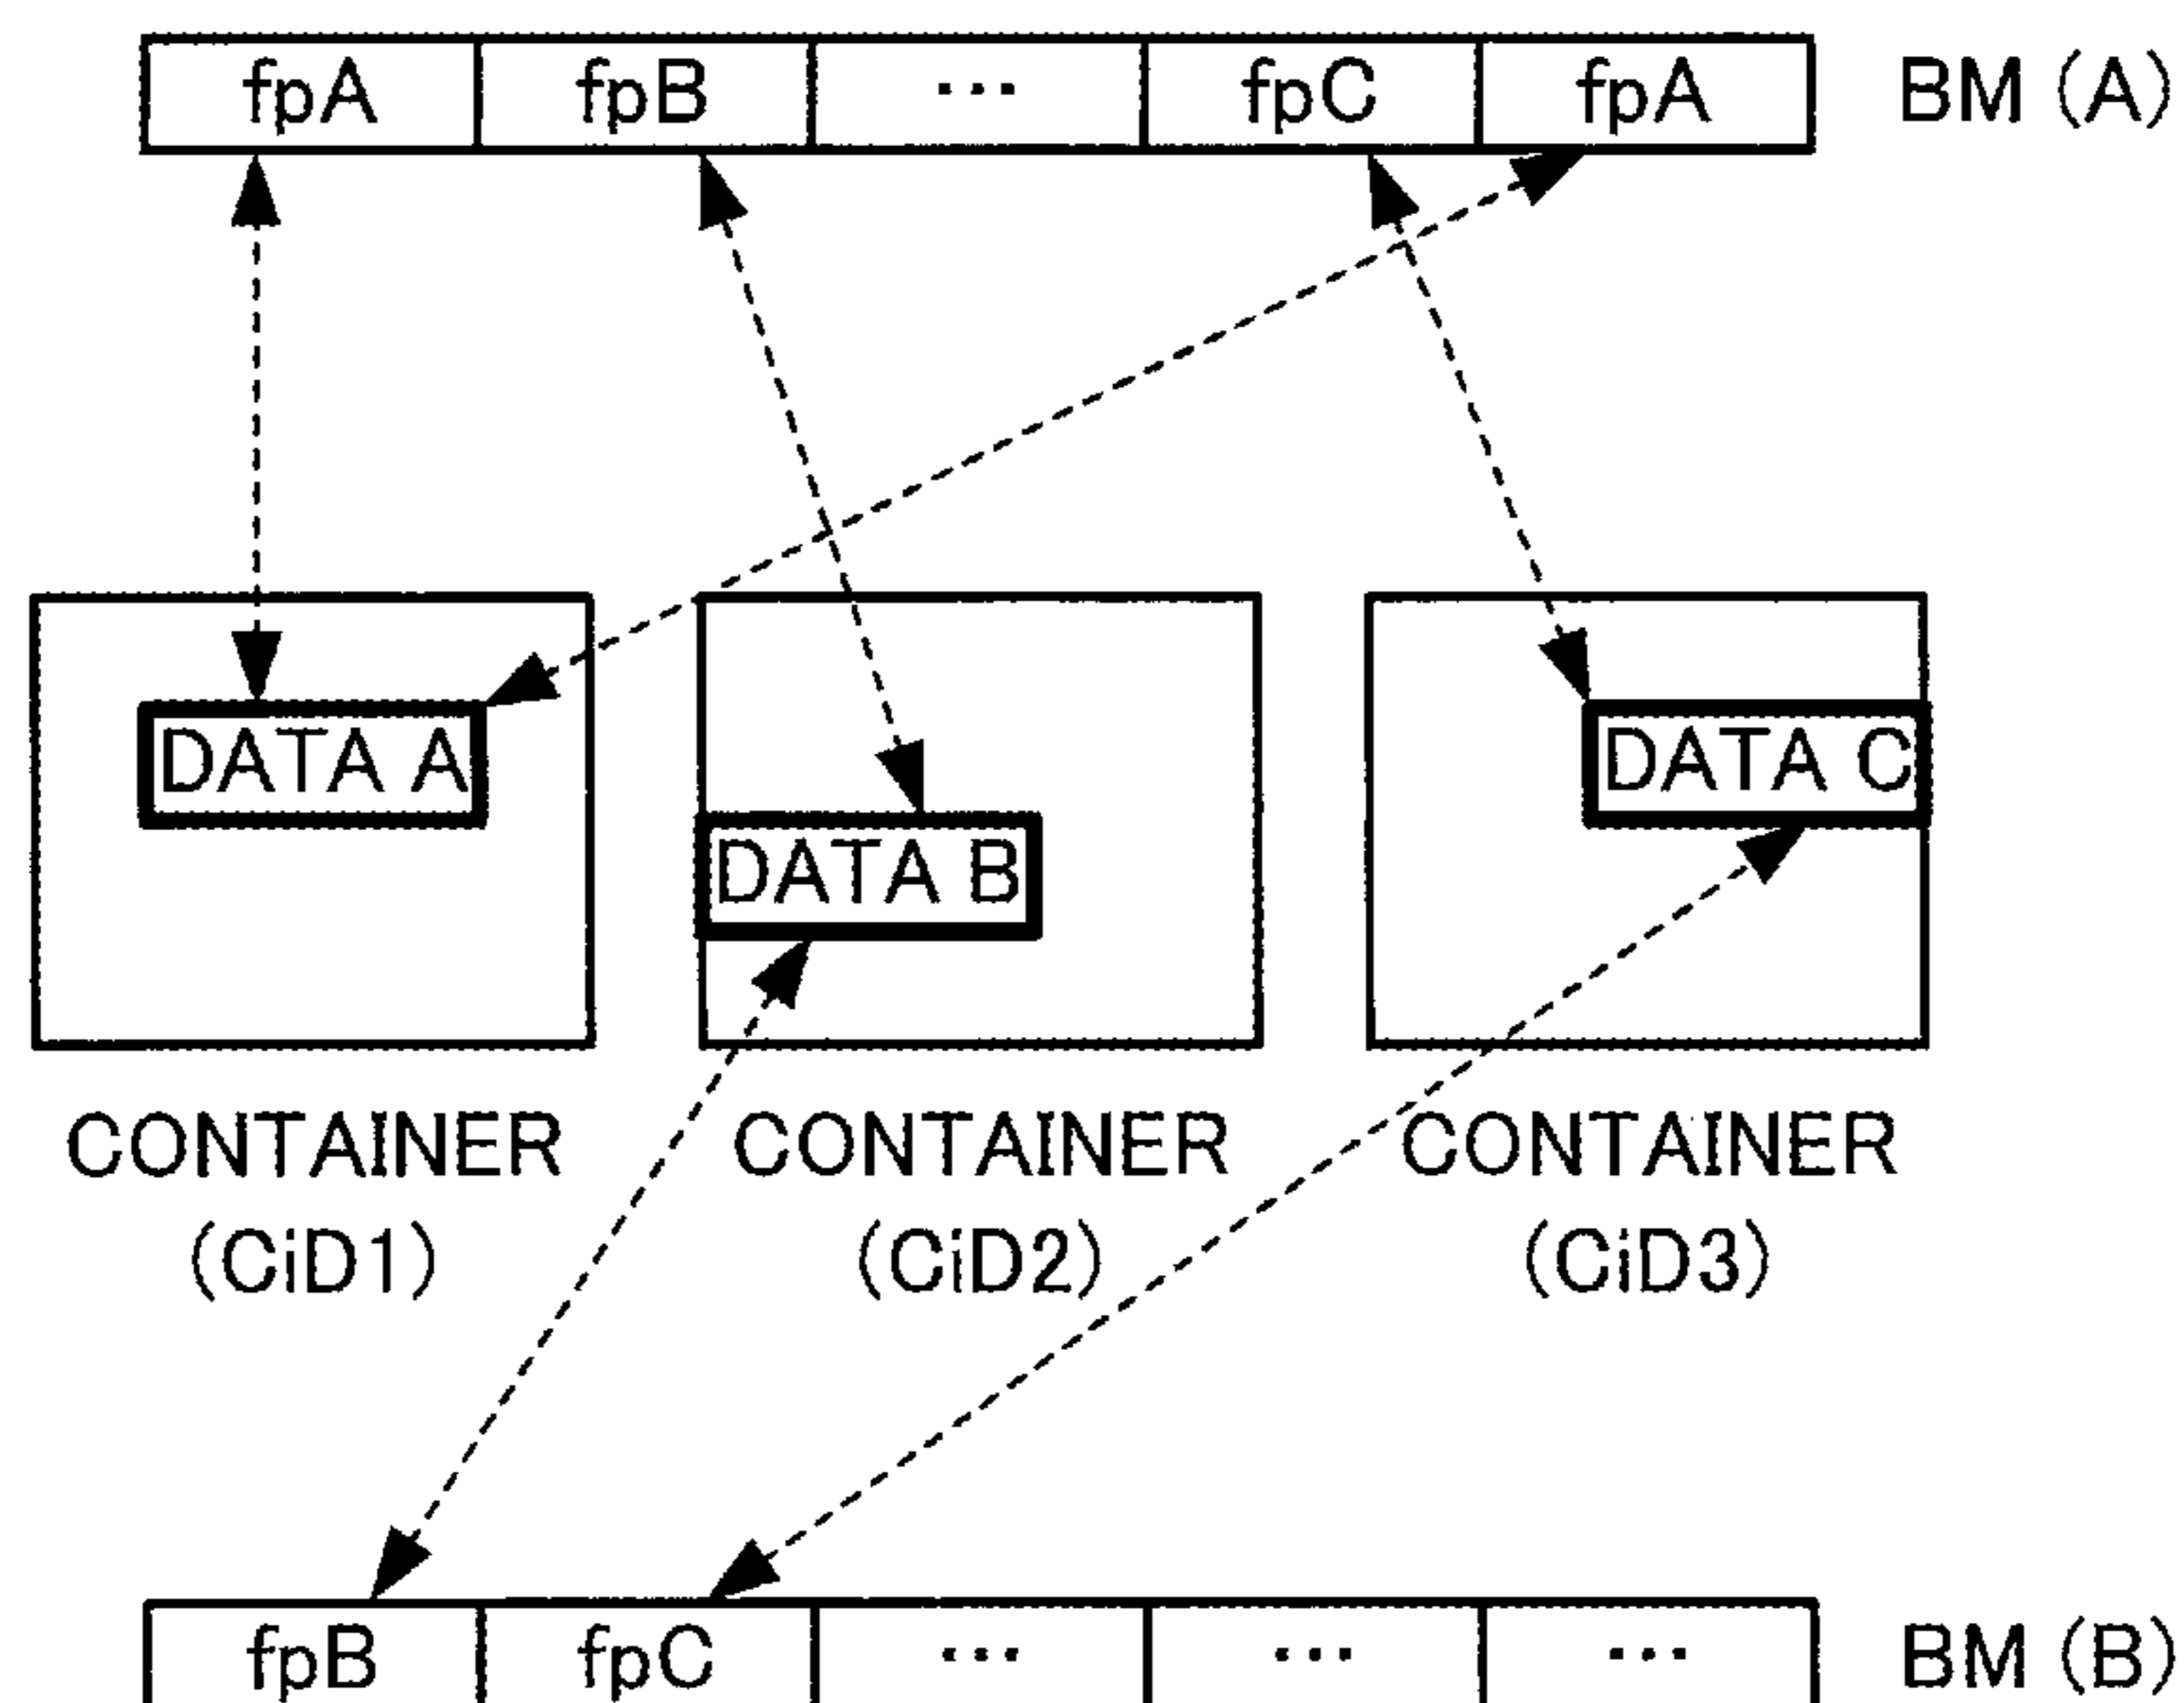 fpA fpB ... fpC fpA BM (A)
DATA A DATA C
DATA B
CONTAINER CONTAINER CONTAINER
(CiD1) (CiD2) (CiD3)
fpB fpC ... ... ... BM (B)